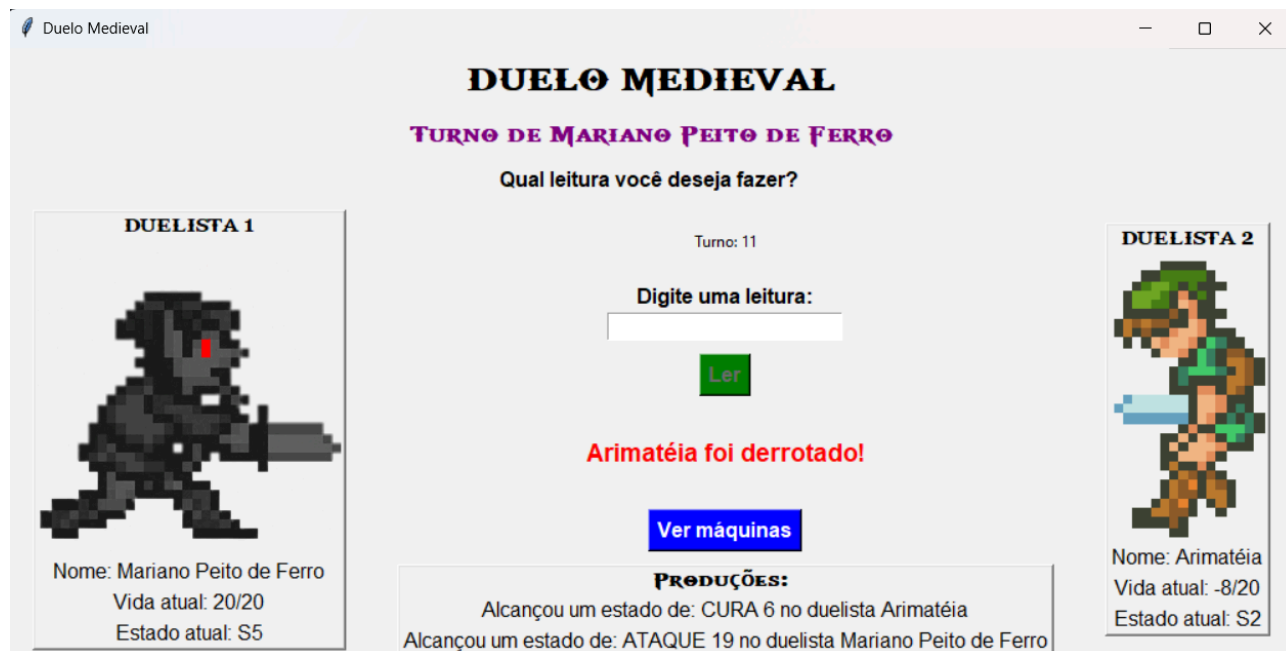 Duelo Medieval
DUELO MEDIEVAL
Turno de Mariano Peito de Ferro
Qual leitura você deseja fazer?
DUELISTA 1
Nome: Mariano Peito de Ferro
Vida atual: 20/20
Estado atual: S5
Turno: 11
Digite uma leitura:
Ler
Arimatéia foi derrotado!
Ver máquinas
Produções:
Alcançou um estado de: CURA 6 no duelista Arimatéia
Alcançou um estado de: ATAQUE 19 no duelista Mariano Peito de Ferro
DUELISTA 2
Nome: Arimatéia
Vida atual: -8/20
Estado atual: S2